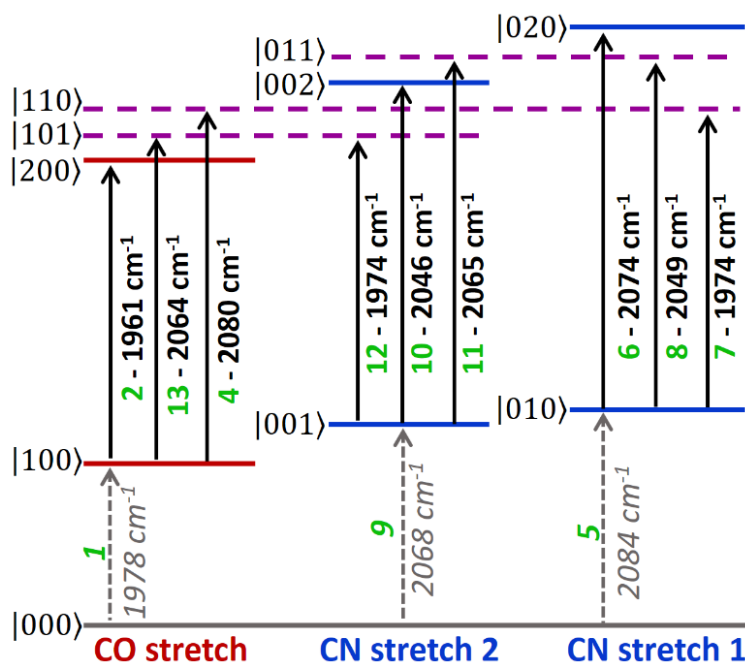 |020⟩
|011⟩
|002⟩
|110⟩
|101⟩
|200⟩
2 - 1961 cm⁻¹
13 - 2064 cm⁻¹
4 - 2080 cm⁻¹
12 - 1974 cm⁻¹
10 - 2046 cm⁻¹
11 - 2065 cm⁻¹
6 - 2074 cm⁻¹
8 - 2049 cm⁻¹
7 - 1974 cm⁻¹
|100⟩
|001⟩
|010⟩
1
1978 cm⁻¹
9
2068 cm⁻¹
5
2084 cm⁻¹
|000⟩
CO stretch
CN stretch 2
CN stretch 1